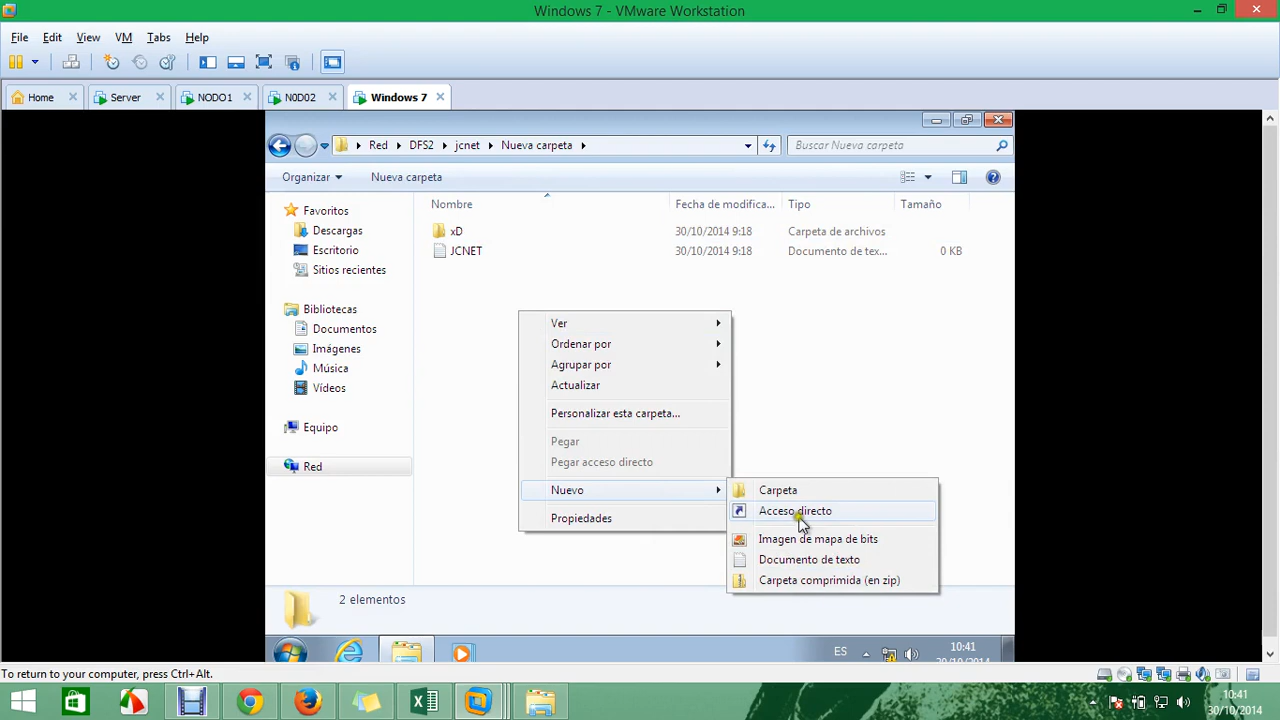 Windows 7 - VMware Workstation
File Edit View VM Tabs Help
Home Server NODO1 N0D02 Windows 7
Red DFS2 jcnet Nueva carpeta Buscar Nueva carpeta
Organizar Nueva carpeta
Nombre Fecha de modifica... Tipo Tamaño
Favoritos
Descargas
Escritorio
Sitios recientes
Bibliotecas
Documentos
Imágenes
Música
Vídeos
Equipo
Red
xD 30/10/2014 9:18 Carpeta de archivos
JCNET 30/10/2014 9:18 Documento de tex... 0 KB
Ver
Ordenar por
Agrupar por
Actualizar
Personalizar esta carpeta...
Pegar
Pegar acceso directo
Nuevo
Propiedades
Carpeta
Acceso directo
Imagen de mapa de bits
Documento de texto
Carpeta comprimida (en zip)
2 elementos
ES 10:41
To return to your computer, press Ctrl+Alt.
10:41
30/10/2014